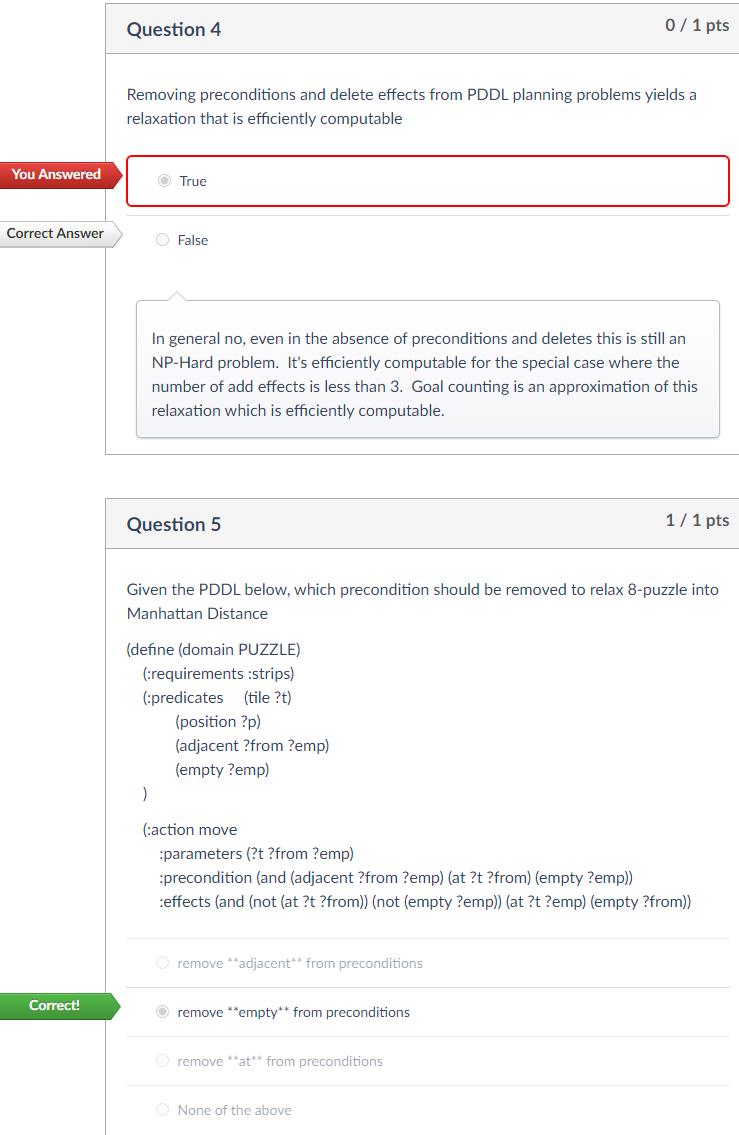 Question 4
0 / 1 pts
Removing preconditions and delete effects from PDDL planning problems yields a
relaxation that is efficiently computable
You Answered
True
Correct Answer
False
In general no, even in the absence of preconditions and deletes this is still an
NP-Hard problem.  It's efficiently computable for the special case where the
number of add effects is less than 3.  Goal counting is an approximation of this
relaxation which is efficiently computable.
Question 5
1 / 1 pts
Given the PDDL below, which precondition should be removed to relax 8-puzzle into
Manhattan Distance
(define (domain PUZZLE)
(:requirements :strips)
(:predicates    (tile ?t)
(position ?p)
(adjacent ?from ?emp)
(empty ?emp)
)
(:action move
:parameters (?t ?from ?emp)
:precondition (and (adjacent ?from ?emp) (at ?t ?from) (empty ?emp))
:effects (and (not (at ?t ?from)) (not (empty ?emp)) (at ?t ?emp) (empty ?from))
remove **adjacent** from preconditions
Correct!
remove **empty** from preconditions
remove **at** from preconditions
None of the above